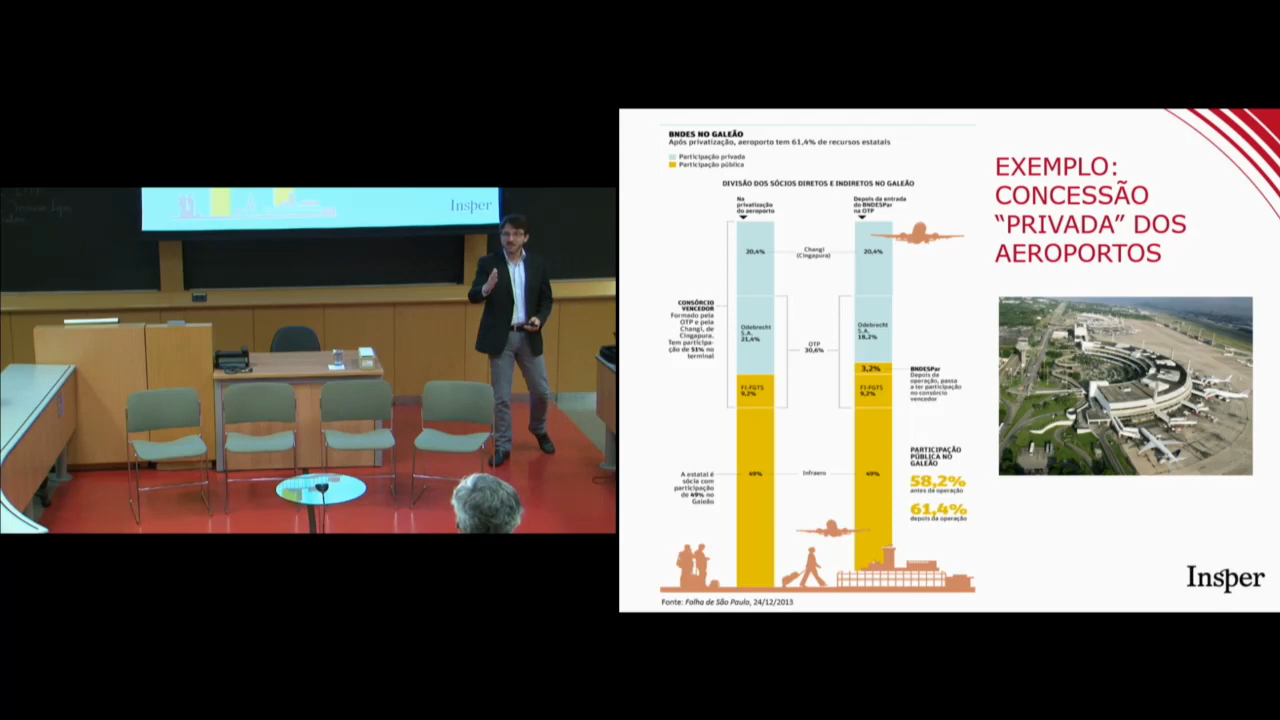 Insper
BNDES NO GALEÃO
Após privatização, aeroporto tem 61,4% de recursos estatais
Participação privada
Participação pública
DIVISÃO DOS SÓCIOS DIRETOS E INDIRETOS NO GALEÃO
Na
privatização
do aeroporto
Depois da entrada
do BNDESPar
na OTP
20,4%
Changi
(Cingapura)
20,4%
CONSÓRCIO
VENCEDOR
Formado pela
OTP e pela
Changi, de
Cingapura.
Tem participa-
ção de 51% no
terminal
Odebrecht
S.A.
21,4%
OTP
30,6%
Odebrecht
S.A.
18,2%
3,2%
BNDESPar
Depois da
operação, passa
a ter participação
no consórcio
vencedor
FI-FGTS
9,2%
FI-FGTS
9,2%
A estatal é
sócia com
participação
de 49% no
Galeão
49%
Infraero
49%
PARTICIPAÇÃO
PÚBLICA NO
GALEÃO
58,2%
antes da operação
61,4%
depois da operação
Fonte: Folha de São Paulo, 24/12/2013
EXEMPLO:
CONCESSÃO
“PRIVADA” DOS
AEROPORTOS
Insper